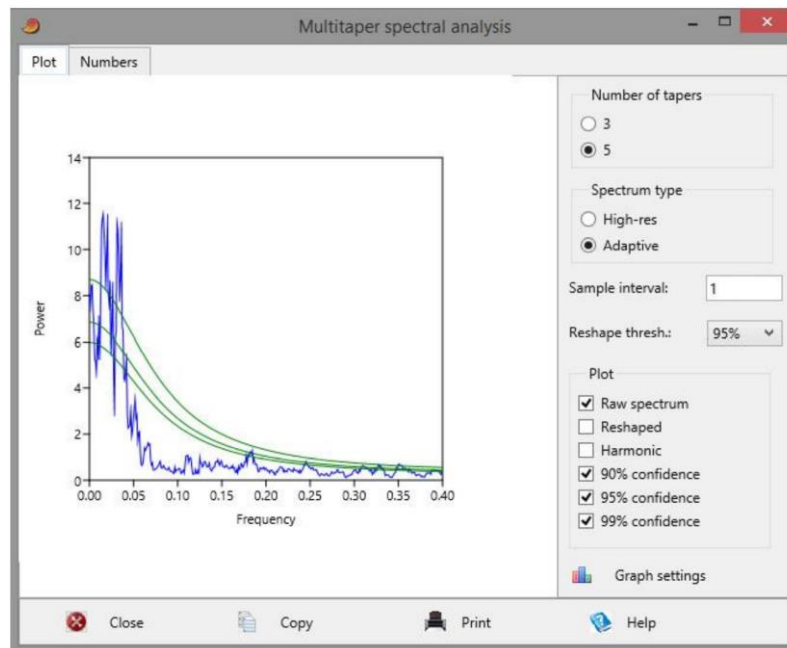 Multitaper spectral analysis
Plot Numbers
14
12
10
8
6
4
2
0
Power
0.00 0.05 0.10 0.15 0.20 0.25 0.30 0.35 0.40
Frequency
Number of tapers
3
5
Spectrum type
High-res
Adaptive
Sample interval: 1
Reshape thresh.: 95%
Plot
Raw spectrum
Reshaped
Harmonic
90% confidence
95% confidence
99% confidence
Graph settings
Close Copy Print Help